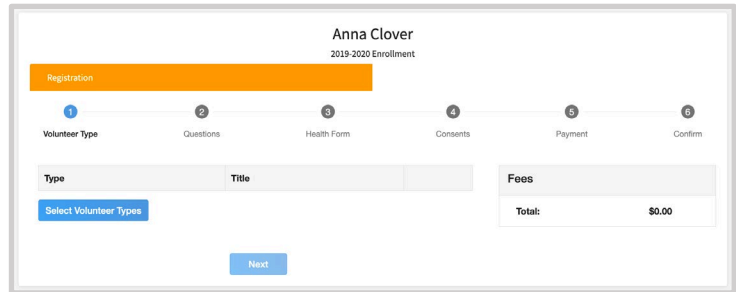 Anna Clover
2019-2020 Enrollment
Registration
1 2 3 4 5 6
Volunteer Type Questions Health Form Consents Payment Confirm
Type Title Fees
Select Volunteer Types Total: $0.00
Next